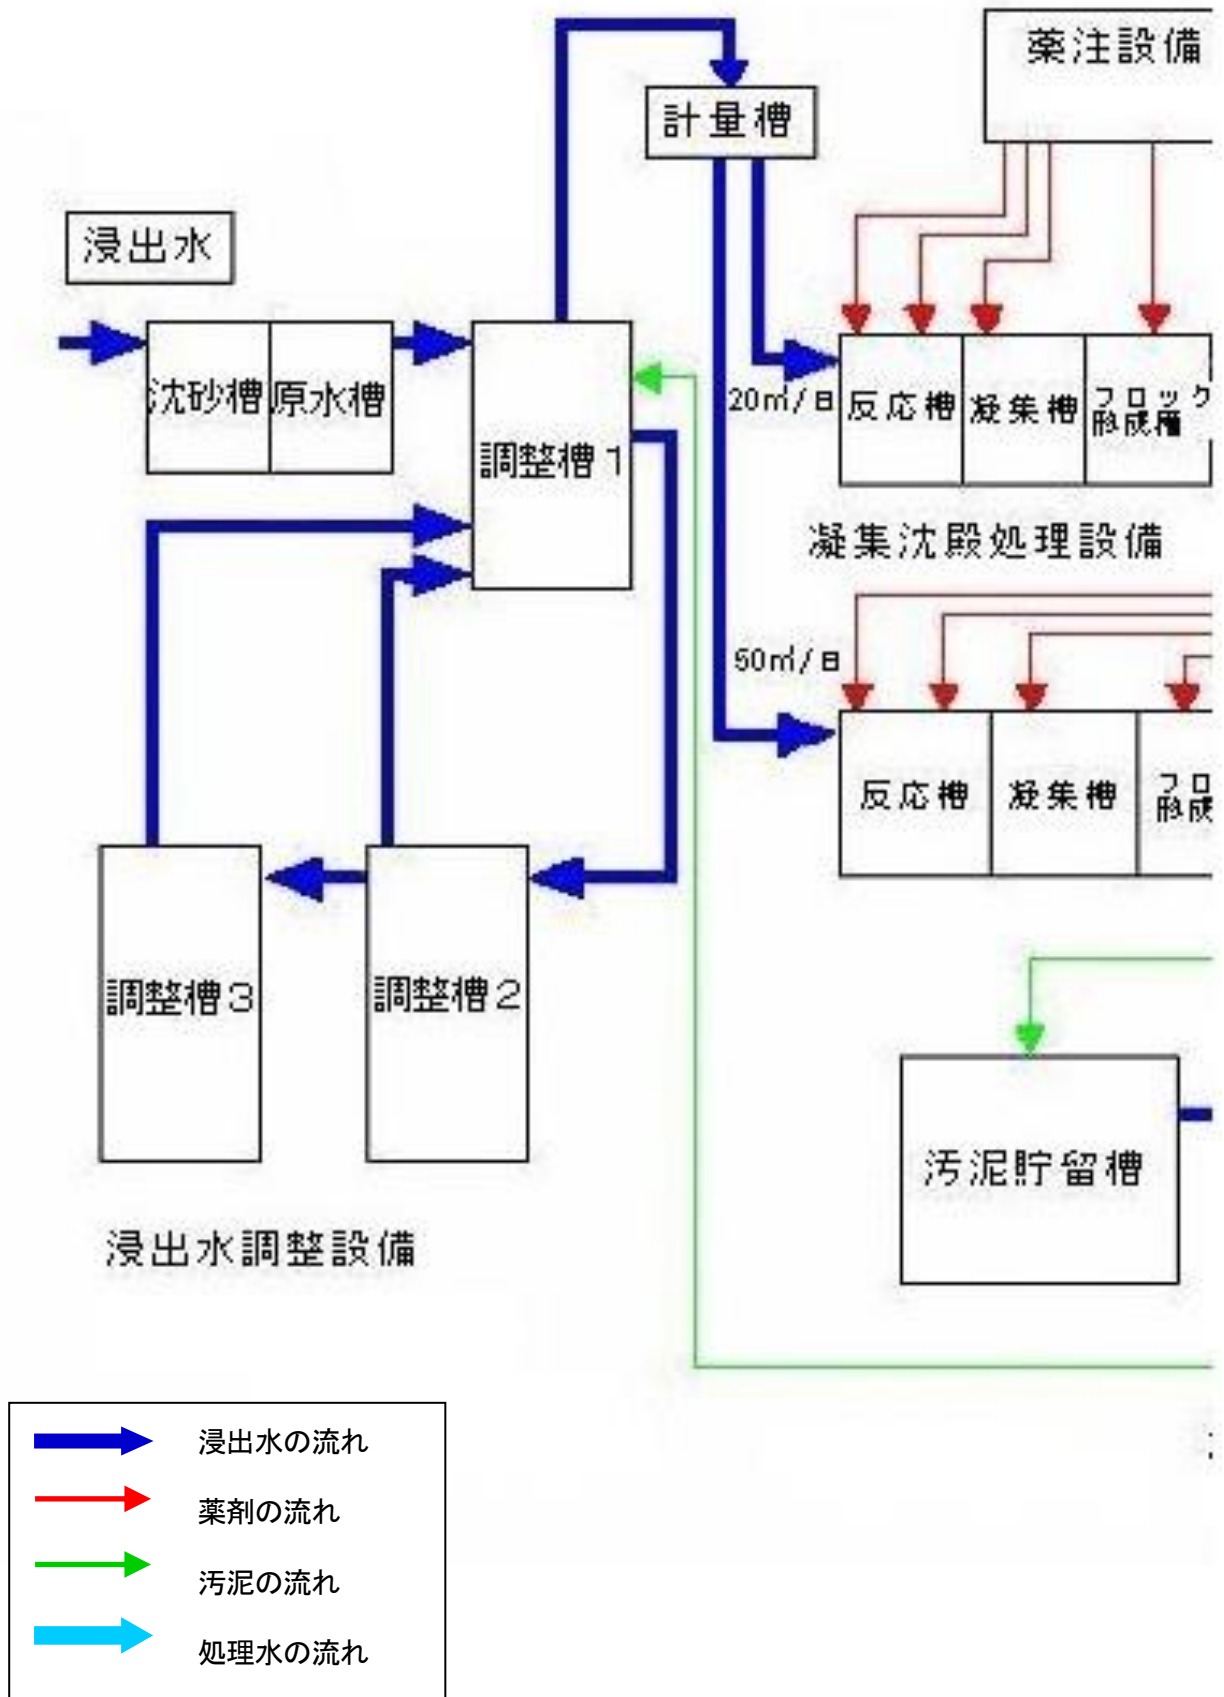 薬注設備
計量槽
浸出水
沈砂槽
原水槽
調整槽1
20㎥/日
反応槽
凝集槽
フロック
形成槽
凝集沈殿処理設備
反応槽
凝集槽
フロ
形成
調整槽3
調整槽2
汚泥貯留槽
浸出水調整設備
浸出水の流れ
薬剤の流れ
汚泥の流れ
処理水の流れ